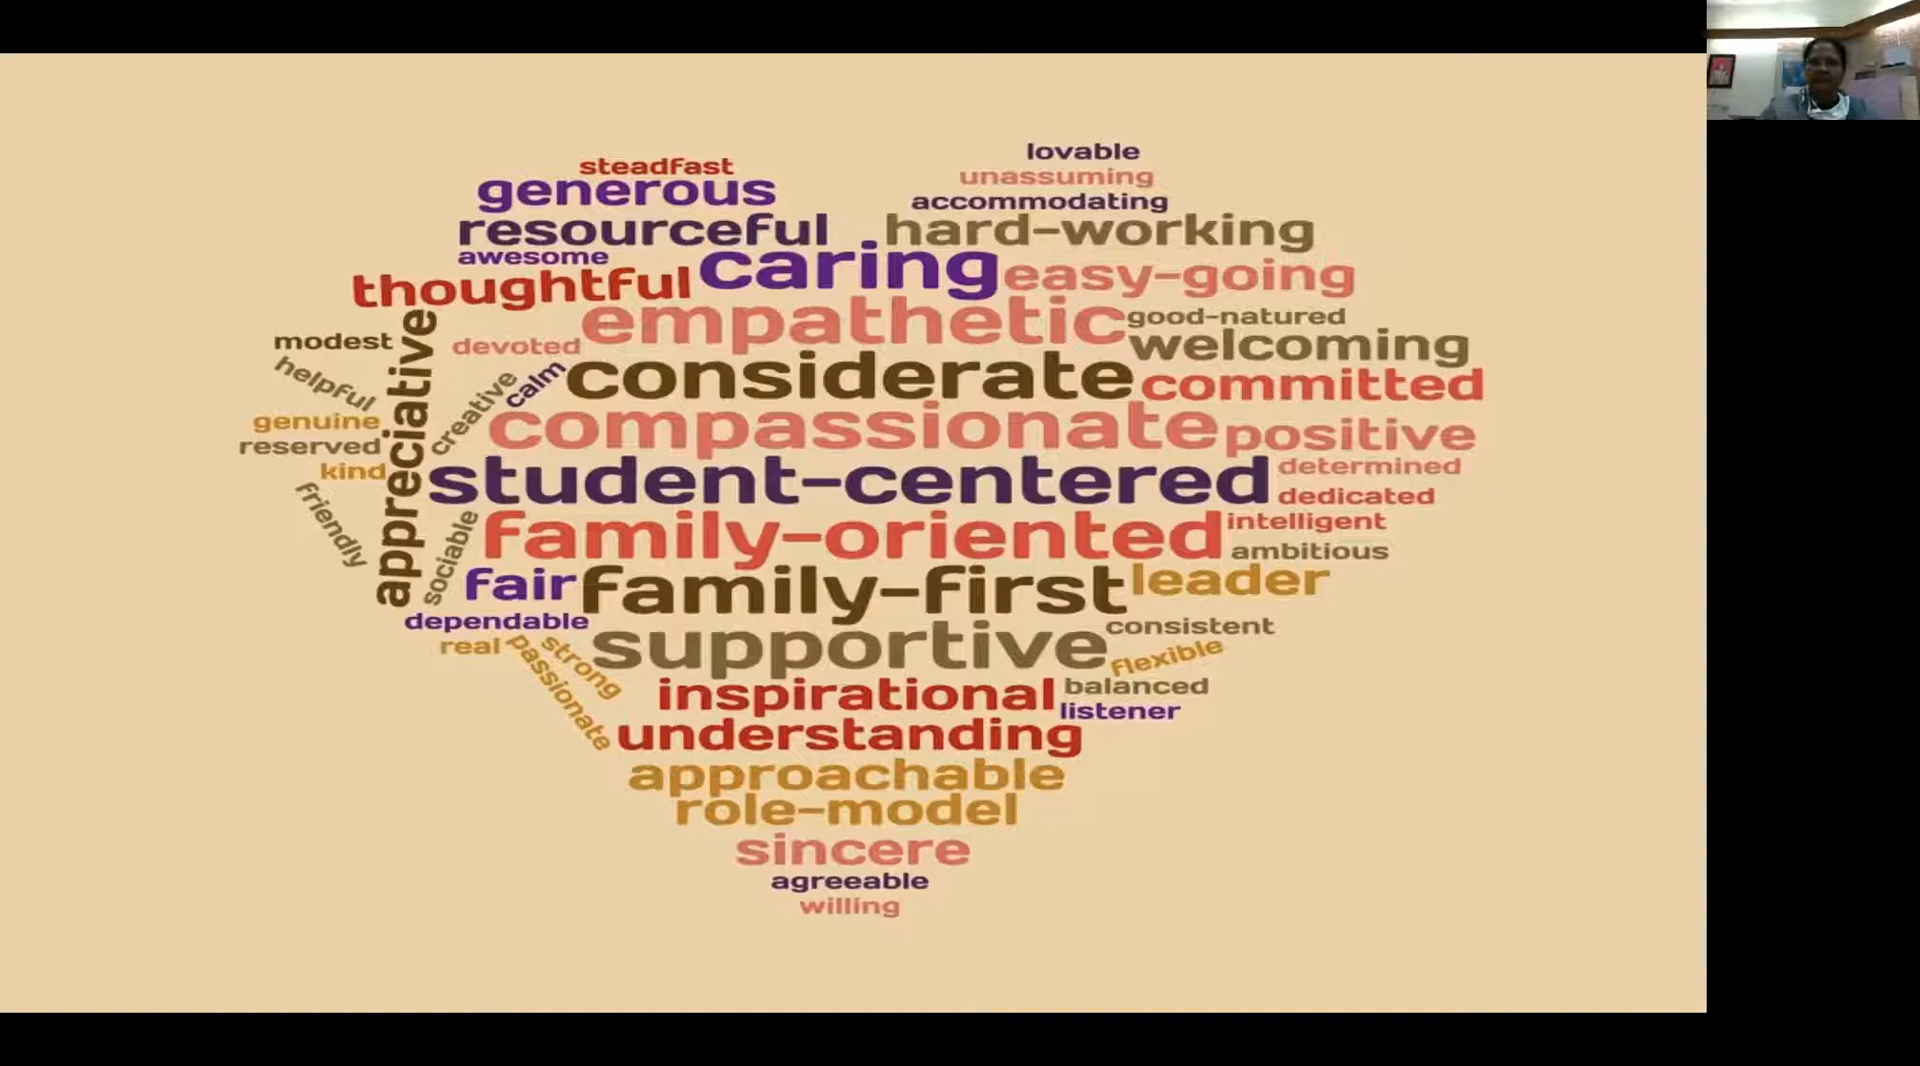 lovable
steadfast
unassuming
generous
accommodating
resourceful
hard-working
awesome
caring
easy-going
thoughtful
empathetic
good-natured
modest
devoted
welcoming
helpful
appreciative
creative
calm
considerate
committed
genuine
compassionate
positive
reserved
kind
student-centered
determined
dedicated
friendly
sociable
family-oriented
intelligent
ambitious
fair
family-first
leader
dependable
consistent
real
passionate
strong
supportive
flexible
inspirational
balanced
listener
understanding
approachable
role-model
sincere
agreeable
willing